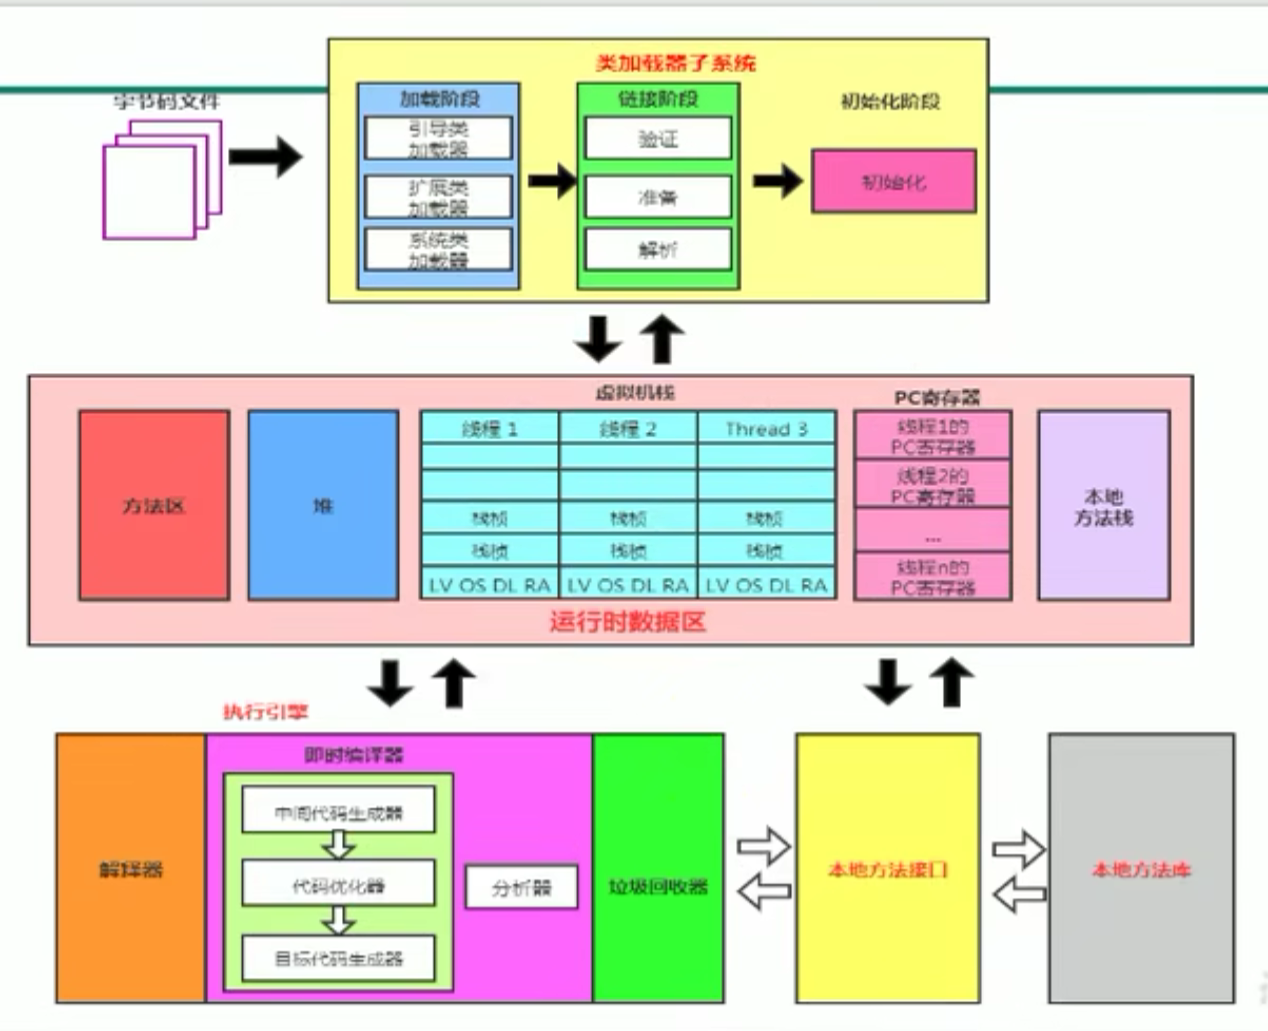 类加载器子系统
字节码文件
加载阶段
引导类
加载器
扩展类
加载器
系统类
加载器
链接阶段
验证
准备
解析
初始化阶段
初始化
方法区
堆
虚拟机栈
线程 1
线程 2
Thread 3
栈桢
栈桢
栈桢
栈桢
栈桢
栈桢
LV OS DL RA
LV OS DL RA
LV OS DL RA
PC寄存器
线程1的
PC寄存器
线程2的
PC寄存器
...
线程n的
PC寄存器
本地
方法栈
运行时数据区
执行引擎
解释器
即时编译器
中间代码生成器
代码优化器
目标代码生成器
分析器
垃圾回收器
本地方法接口
本地方法库